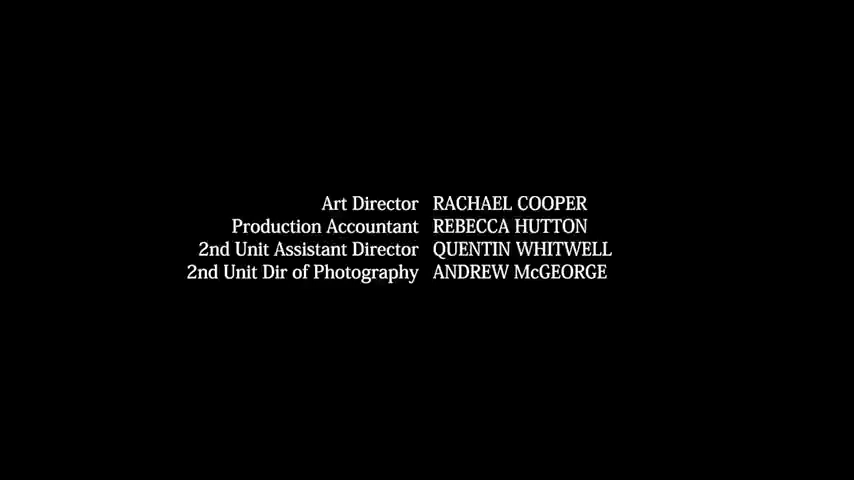 Art Director RACHAEL COOPER
Production Accountant REBECCA HUTTON
2nd Unit Assistant Director QUENTIN WHITWELL
2nd Unit Dir of Photography ANDREW McGEORGE